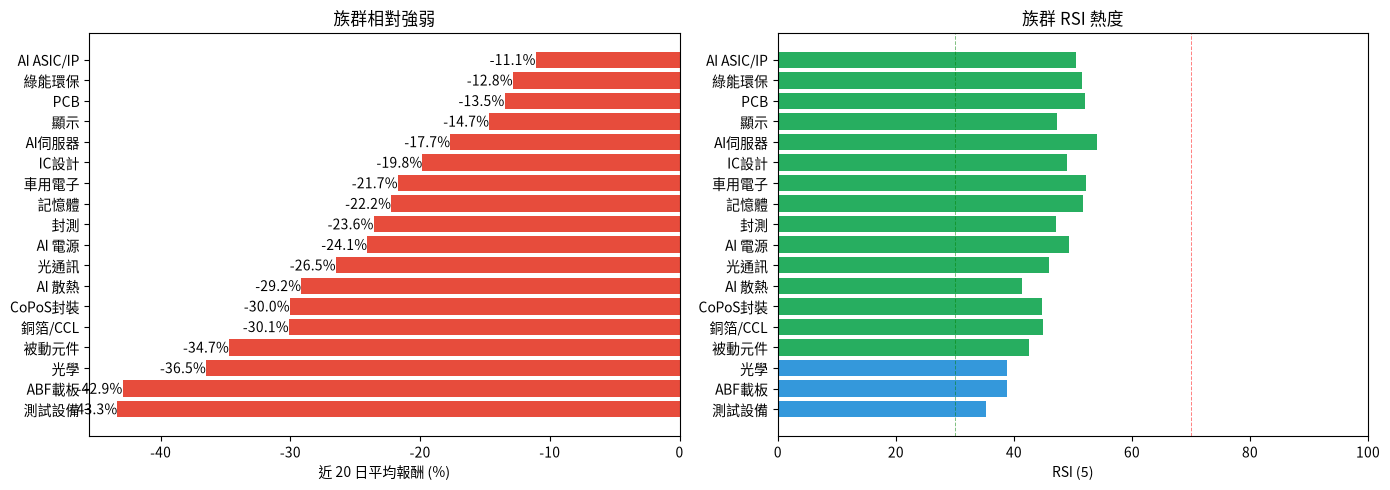 族群相對強弱
AI ASIC/IP
-11.1%
綠能環保
-12.8%
PCB
-13.5%
顯示
-14.7%
AI伺服器
-17.7%
IC設計
-19.8%
車用電子
-21.7%
記憶體
-22.2%
封測
-23.6%
AI 電源
-24.1%
光通訊
-26.5%
AI 散熱
-29.2%
CoPoS封裝
-30.0%
銅箔/CCL
-30.1%
被動元件
-34.7%
光學
-36.5%
ABF載板
-42.9%
測試設備
-43.3%
-40 -30 -20 -10 0
近 20 日平均報酬 (%)
族群 RSI 熱度
AI ASIC/IP
綠能環保
PCB
顯示
AI伺服器
IC設計
車用電子
記憶體
封測
AI 電源
光通訊
AI 散熱
CoPoS封裝
銅箔/CCL
被動元件
光學
ABF載板
測試設備
0 20 40 60 80 100
RSI (5)